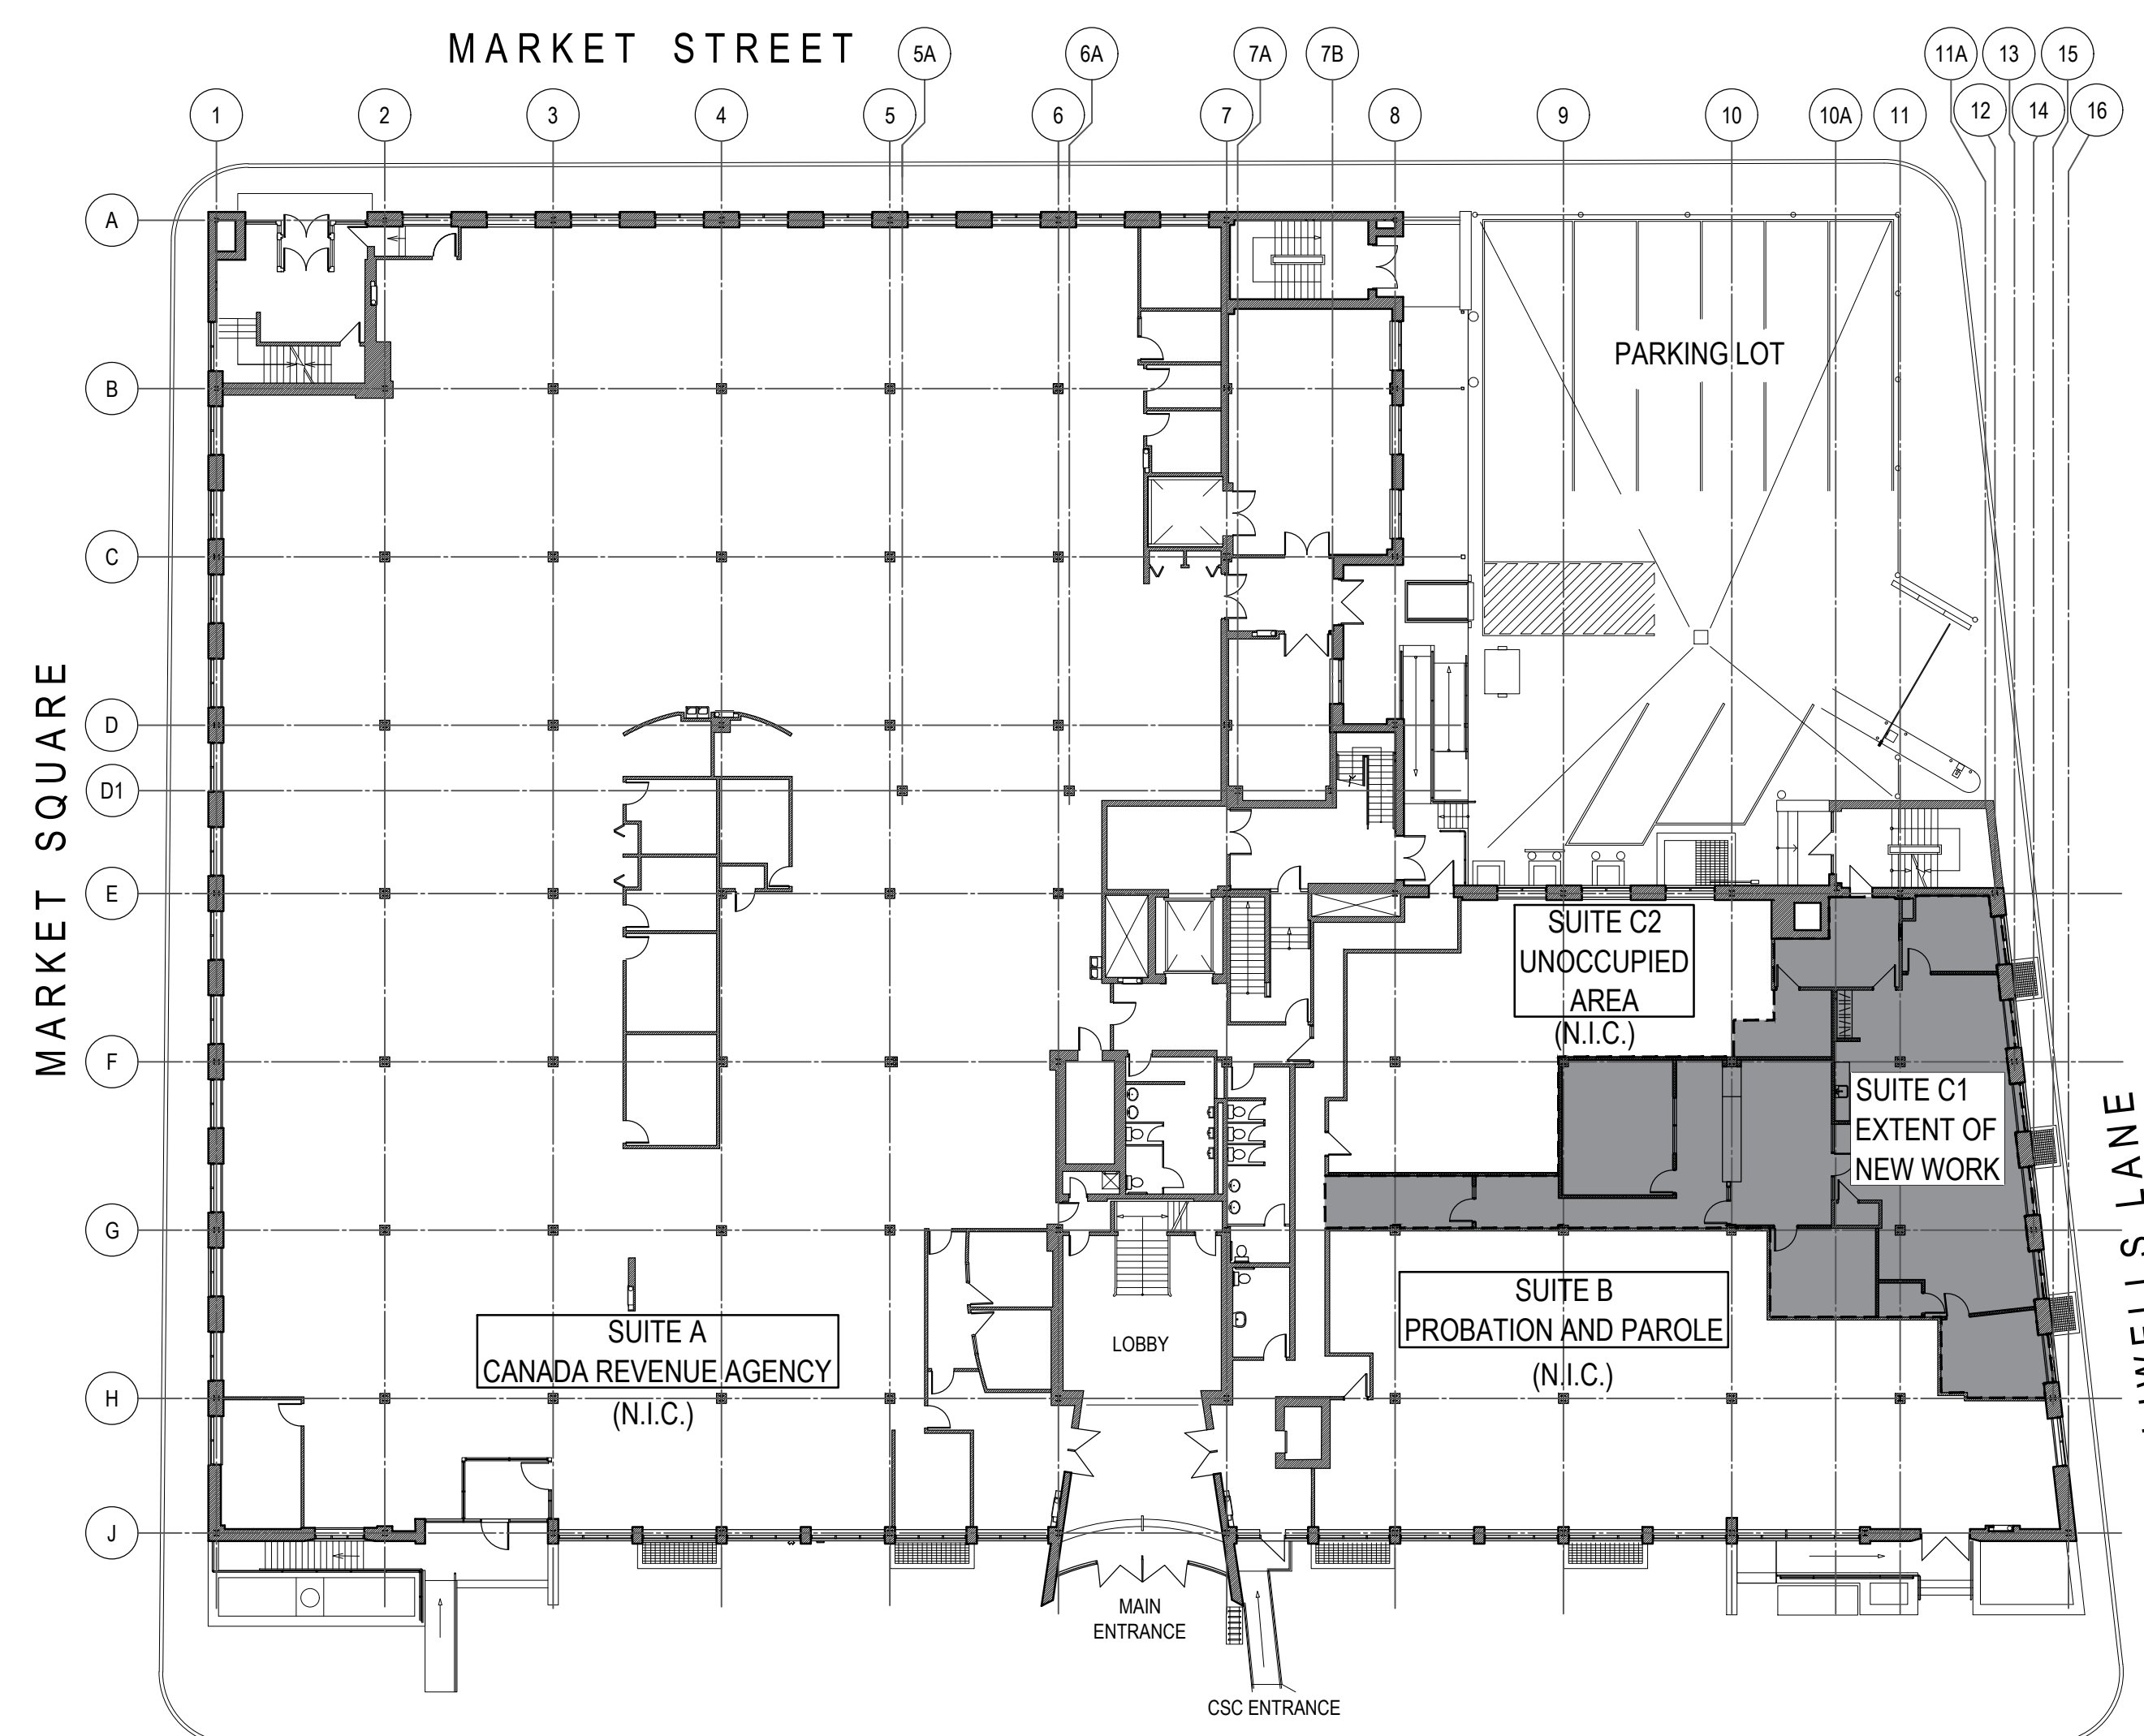 MARKET STREET
5A
6A
7A
7B
11A
13
15
1
2
3
4
5
6
7
8
9
10
10A
11
12
14
16
A
B
C
D
D1
E
F
G
H
J
MARKET SQUARE
PARKING LOT
SUITE C2
UNOCCUPIED
AREA
(N.I.C.)
SUITE C1
EXTENT OF
NEW WORK
SUITE B
PROBATION AND PAROLE
(N.I.C.)
SUITE A
CANADA REVENUE AGENCY
(N.I.C.)
LOBBY
MAIN
ENTRANCE
CSC ENTRANCE
WELLS LANE